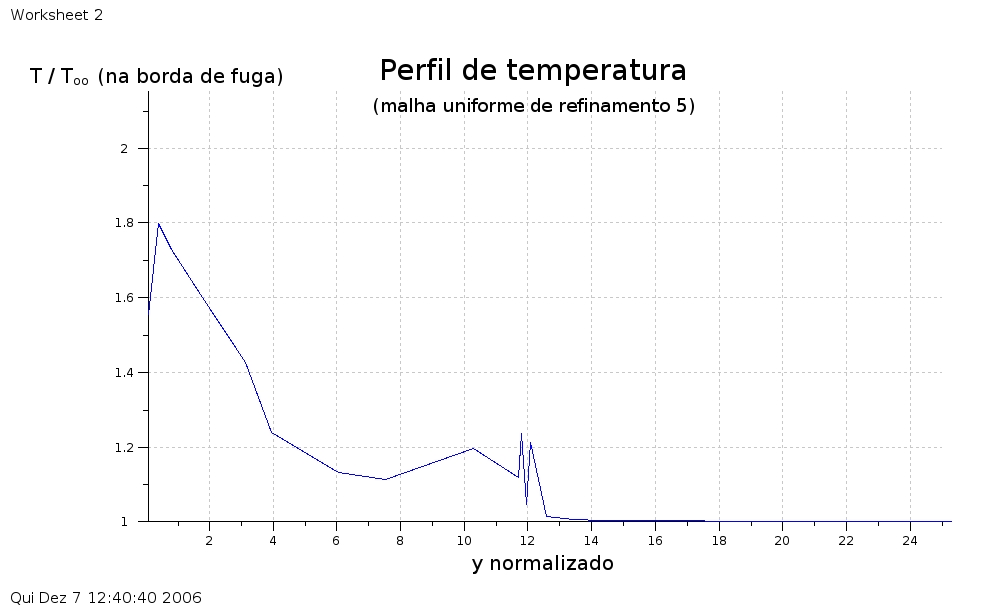 Worksheet 2
Perfil de temperatura
T / T₀₀ (na borda de fuga)
(malha uniforme de refinamento 5)
2
1.8
1.6
1.4
1.2
1
2 4 6 8 10 12 14 16 18 20 22 24
y normalizado
Qui Dez 7 12:40:40 2006